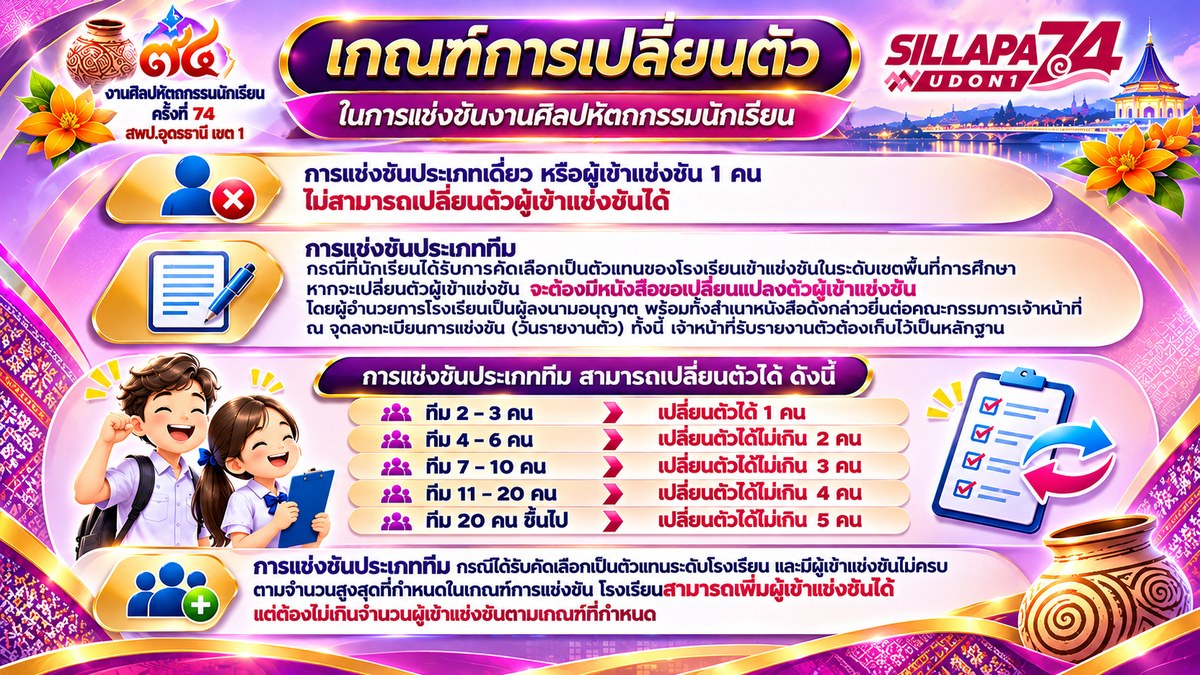 ๗๔
งานศิลปหัตถกรรมนักเรียน
ครั้งที่ 74
สพป.อุดรธานี เขต 1
เกณฑ์การเปลี่ยนตัว
ในการแข่งขันงานศิลปหัตถกรรมนักเรียน
SILLAPA 74
UDON1
การแข่งขันประเภทเดี่ยว หรือผู้เข้าแข่งขัน 1 คน
ไม่สามารถเปลี่ยนตัวผู้เข้าแข่งขันได้
การแข่งขันประเภททีม
กรณีที่นักเรียนได้รับการคัดเลือกเป็นตัวแทนของโรงเรียนเข้าแข่งขันในระดับเขตพื้นที่การศึกษา
หากจะเปลี่ยนตัวผู้เข้าแข่งขัน จะต้องมีหนังสือขอเปลี่ยนแปลงตัวผู้เข้าแข่งขัน
โดยผู้อำนวยการโรงเรียนเป็นผู้ลงนามอนุญาต พร้อมทั้งสำเนาหนังสือดังกล่าวยื่นต่อคณะกรรมการเจ้าหน้าที่
ณ จุดลงทะเบียนการแข่งขัน (วันรายงานตัว) ทั้งนี้ เจ้าหน้าที่รับรายงานตัวต้องเก็บไว้เป็นหลักฐาน
การแข่งขันประเภททีม สามารถเปลี่ยนตัวได้ ดังนี้
ทีม 2 - 3 คน เปลี่ยนตัวได้ 1 คน
ทีม 4 - 6 คน เปลี่ยนตัวได้ไม่เกิน 2 คน
ทีม 7 - 10 คน เปลี่ยนตัวได้ไม่เกิน 3 คน
ทีม 11 - 20 คน เปลี่ยนตัวได้ไม่เกิน 4 คน
ทีม 20 คน ขึ้นไป เปลี่ยนตัวได้ไม่เกิน 5 คน
การแข่งขันประเภททีม กรณีได้รับคัดเลือกเป็นตัวแทนระดับโรงเรียน และมีผู้เข้าแข่งขันไม่ครบ
ตามจำนวนสูงสุดที่กำหนดในเกณฑ์การแข่งขัน โรงเรียนสามารถเพิ่มผู้เข้าแข่งขันได้
แต่ต้องไม่เกินจำนวนผู้เข้าแข่งขันตามเกณฑ์ที่กำหนด